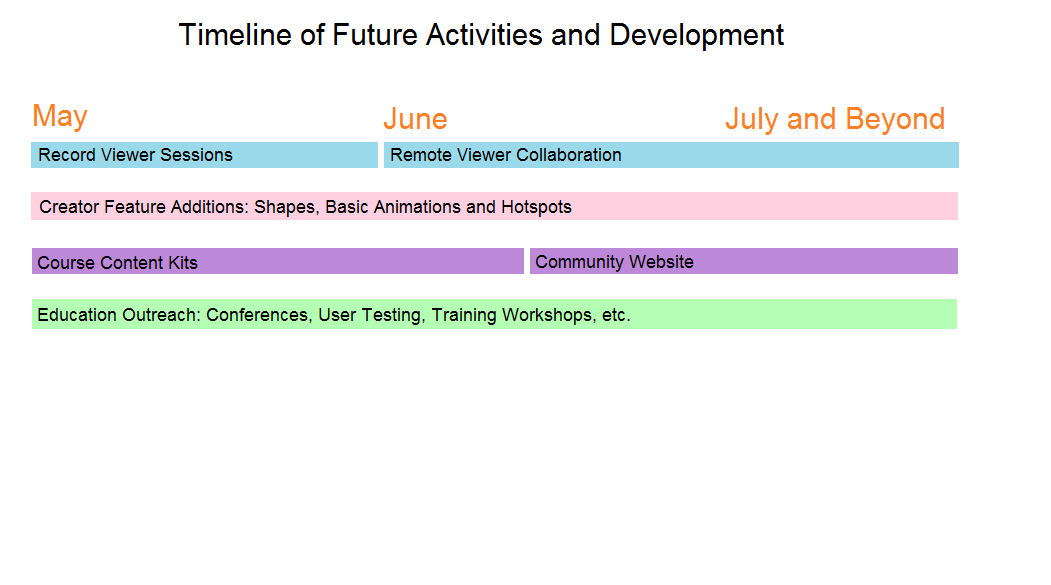 Timeline of Future Activities and Development
May
June
July and Beyond
Record Viewer Sessions
Remote Viewer Collaboration
Creator Feature Additions: Shapes, Basic Animations and Hotspots
Course Content Kits
Community Website
Education Outreach: Conferences, User Testing, Training Workshops, etc.